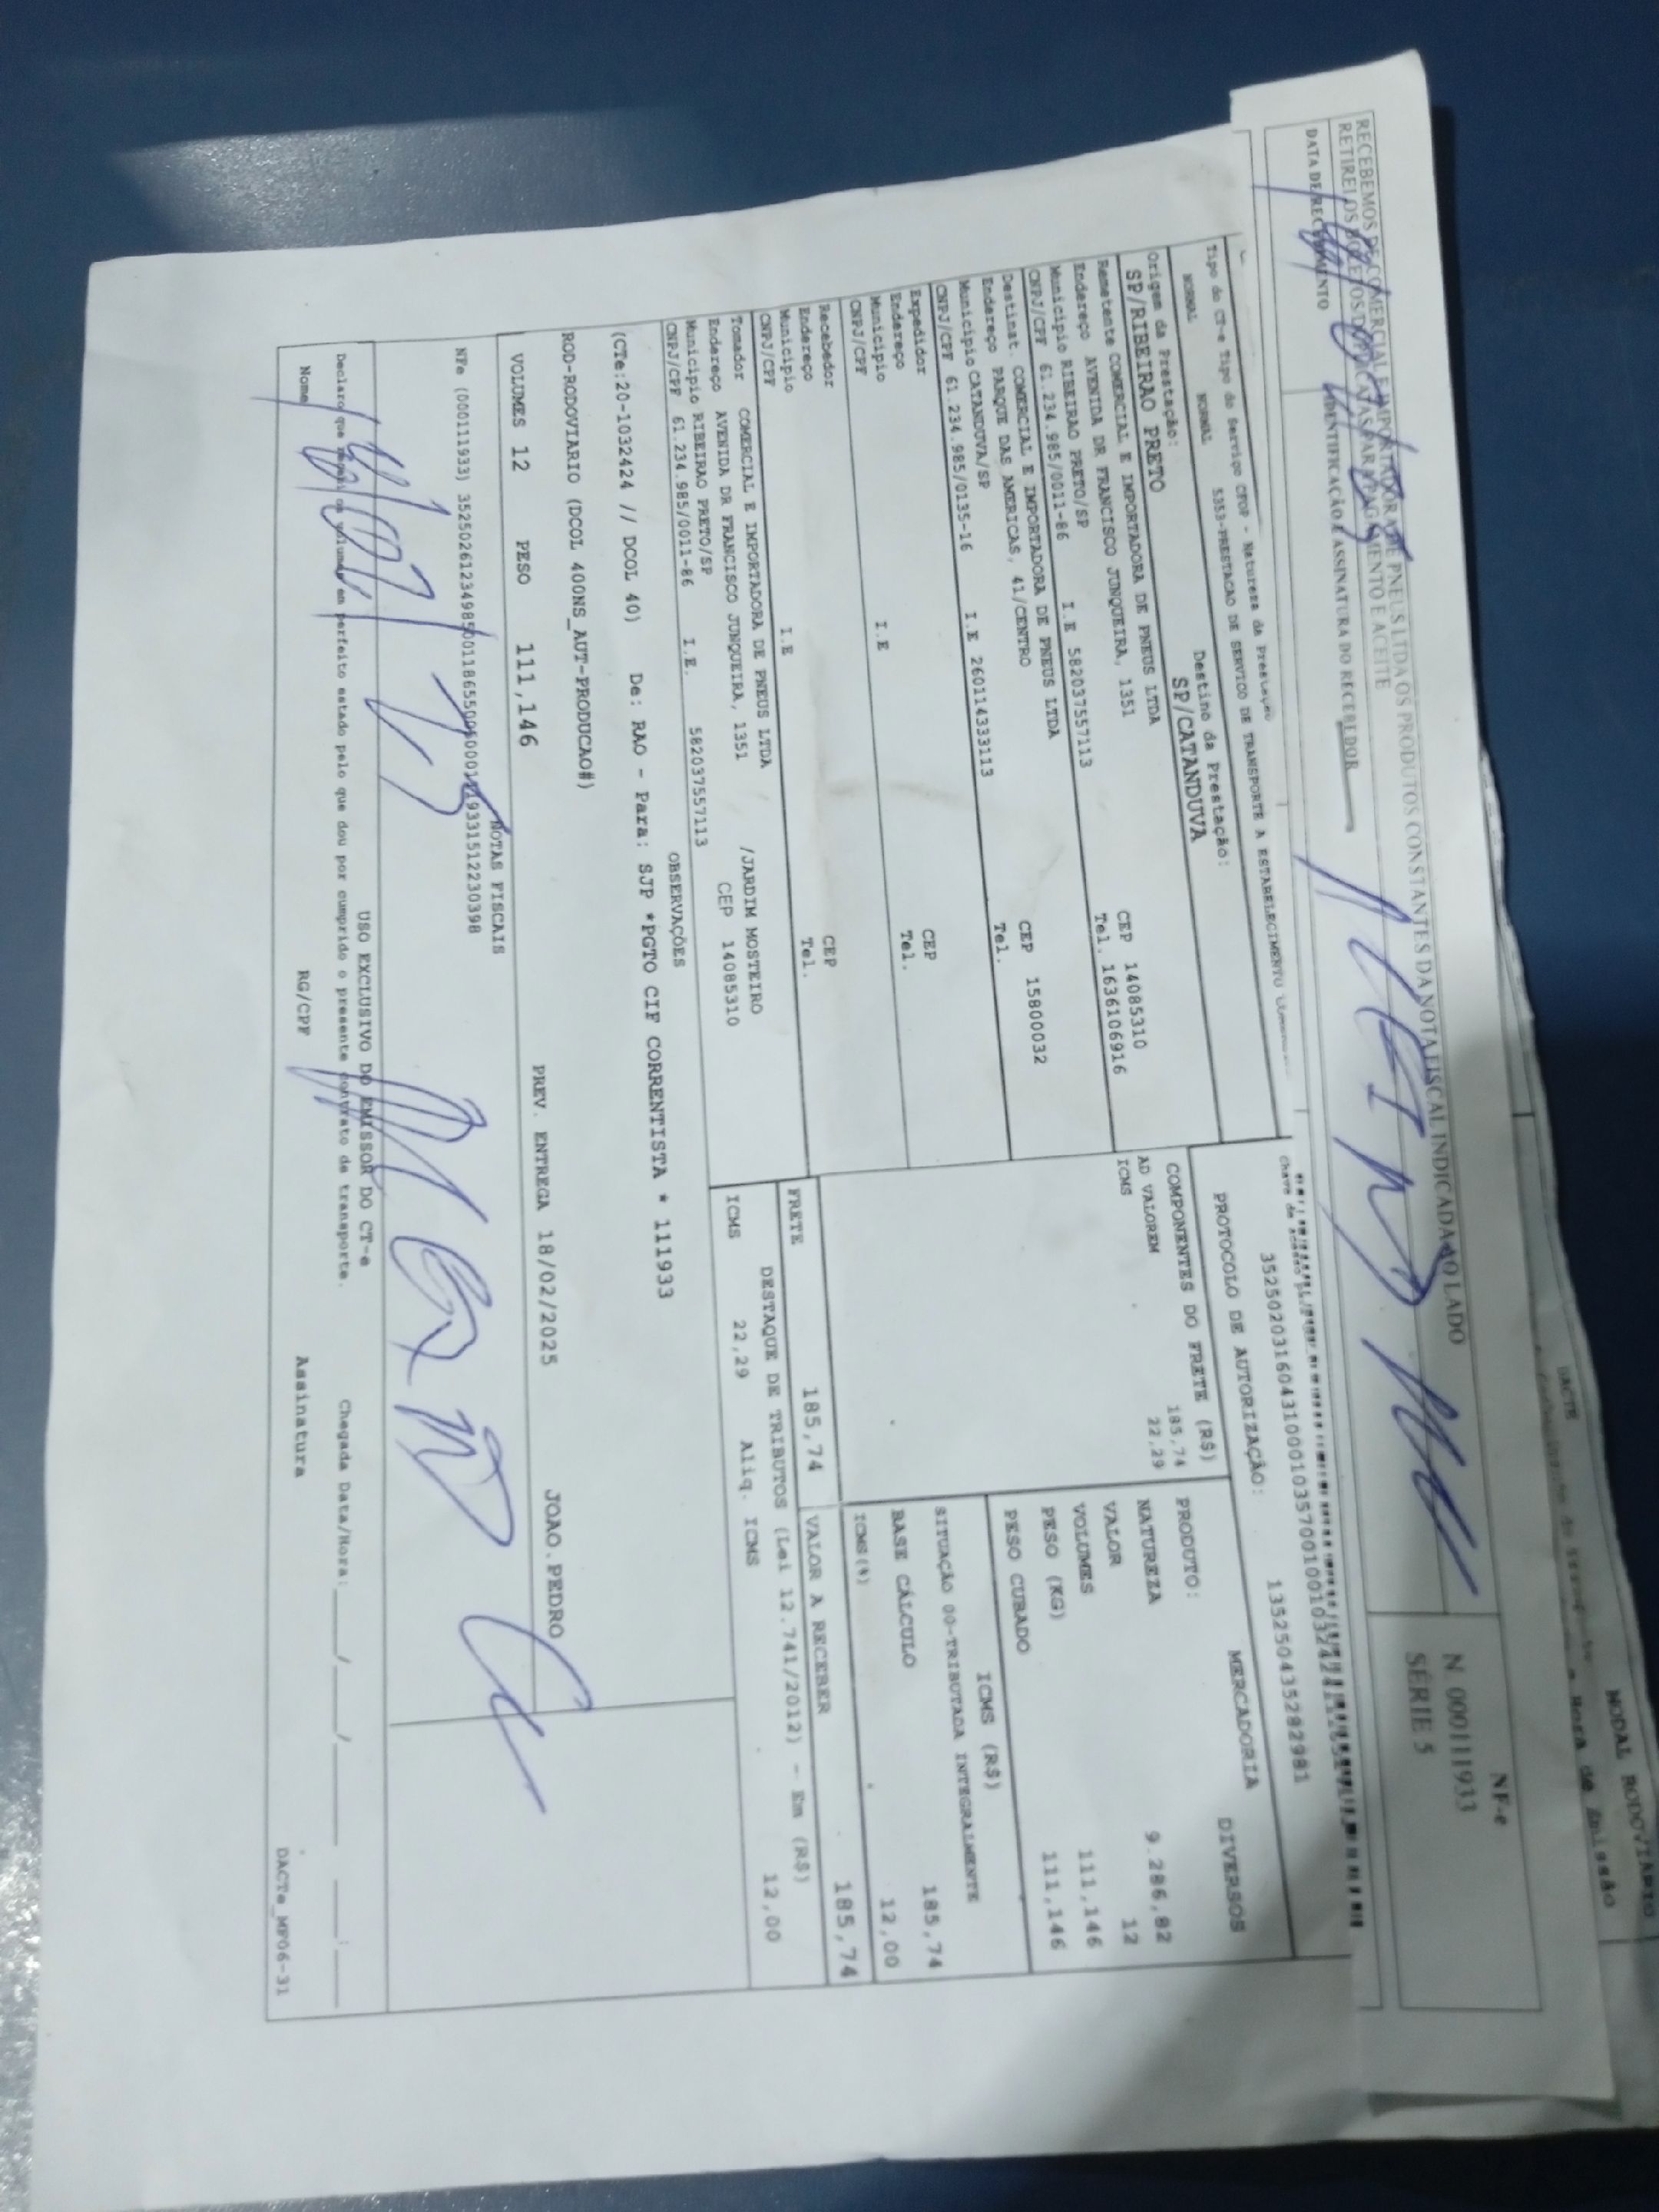 MODAL RODOVIARIO
DACTE
RECEBEMOS DE COMERCIAL E IMPORTADORA DE PNEUS LTDA OS PRODUTOS CONSTANTES DA NOTA FISCAL INDICADA AO LADO
RETIREI OS BOLETOS DUPLICATAS PARA PAGAMENTO E ACEITE
DATA DE RECEBIMENTO
IDENTIFICAÇÃO E ASSINATURA DO RECEBEDOR
NF-e
N 000111933
SÉRIE 5
Tipo do CT-e Tipo do Serviço CFOP - Natureza da Prestação
NORMAL NORMAL 5353-PRESTACAO DE SERVICO DE TRANSPORTE A ESTABELECIMENTO
PROTOCOLO DE AUTORIZAÇÃO:
Origem da Prestação: Destino da Prestação:
SP/RIBEIRAO PRETO SP/CATANDUVA
Remetente COMERCIAL E IMPORTADORA DE PNEUS LTDA
Endereço AVENIDA DR FRANCISCO JUNQUEIRA, 1351 CEP 14085310
Município RIBEIRAO PRETO/SP Tel. 1636106916
CNPJ/CPF 61.234.985/0011-86 I.E 582037557113
Destinat. COMERCIAL E IMPORTADORA DE PNEUS LTDA
Endereço PARQUE DAS AMERICAS, 41/CENTRO CEP 15800032
Município CATANDUVA/SP Tel.
CNPJ/CPF 61.234.985/0135-16 I.E 260114333113
Expedidor
Endereço CEP
Município Tel.
CNPJ/CPF I.E
Recebedor
Endereço CEP
Município Tel.
CNPJ/CPF I.E
Tomador COMERCIAL E IMPORTADORA DE PNEUS LTDA
Endereço AVENIDA DR FRANCISCO JUNQUEIRA, 1351 /JARDIM MOSTEIRO
Município RIBEIRAO PRETO/SP CEP 14085310
CNPJ/CPF 61.234.985/0011-86 I.E. 582037557113
COMPONENTES DO FRETE (R$)
AD VALOREM 185,74
ICMS 22,29
MERCADORIA
PRODUTO: DIVERSOS
NATUREZA
VALOR 9.286,82
VOLUMES 12
PESO (KG) 111,146
PESO CUBADO 111,146
ICMS (R$)
SITUAÇÃO 00-TRIBUTADA INTEGRALMENTE
BASE CÁLCULO 185,74
ICMS(%) 12,00
FRETE 185,74
VALOR A RECEBER 185,74
DESTAQUE DE TRIBUTOS (Lei 12.741/2012) - Em (R$)
ICMS 22,29 Aliq. ICMS 12,00
OBSERVAÇÕES
(CTe:20-1032424 // DCOL 40) De: RAO - Para: SJP *PGTO CIF CORRENTISTA * 111933
ROD-RODOVIARIO (DCOL 400NS_AUT-PRODUCAO#)
VOLUMES 12 PESO 111,146 PREV. ENTREGA 18/02/2025 JOAO.PEDRO
NOTAS FISCAIS
USO EXCLUSIVO DO EMISSOR DO CT-e
Declaro que recebi os volumes em perfeito estado pelo que dou por cumprido o presente contrato de transporte. Chegada Data/Hora: ____/____/____ ____:____
Nome RG/CPF Assinatura
DACTe_MF06-31